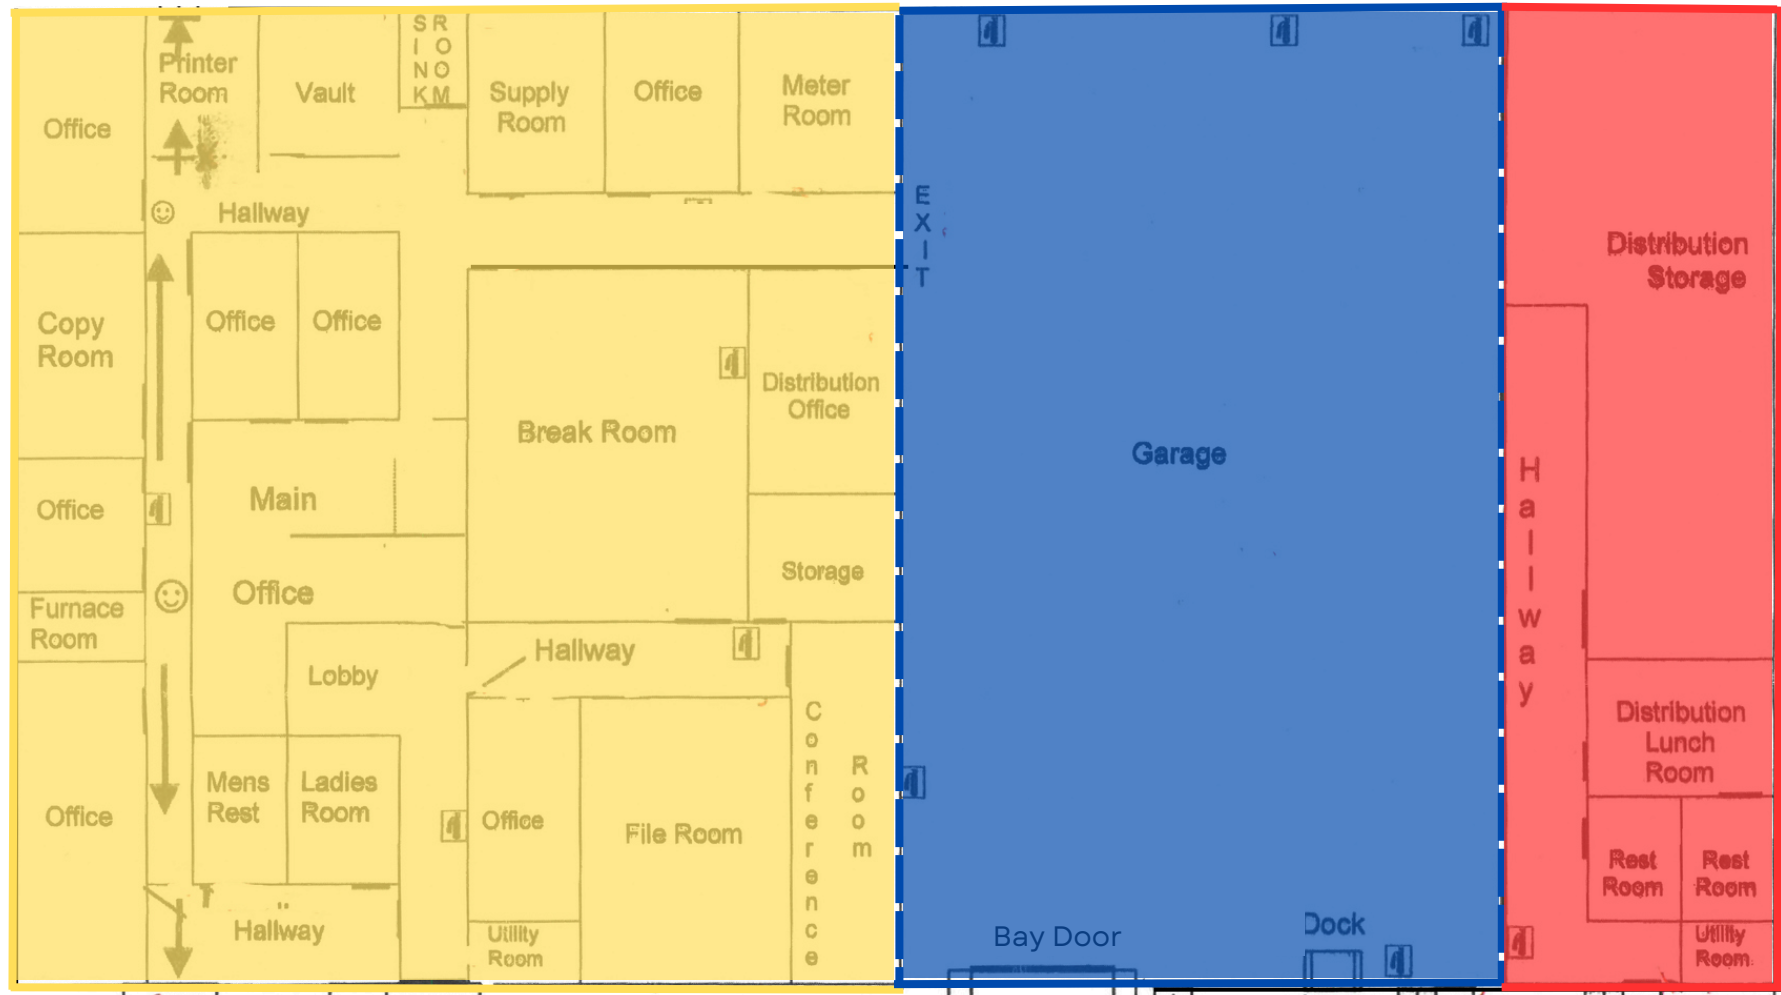 Printer
Room
Office
Vault
SINK
ROOM
Supply
Room
Office
Meter
Room
Hallway
EXIT
Copy
Room
Office
Office
Break Room
Distribution
Office
Storage
Office
Main
Office
Furnace
Room
Lobby
Hallway
Office
Mens
Rest
Ladies
Room
Hallway
Office
Utility
Room
File Room
Conference
Room
Garage
Bay Door
Dock
Hallway
Distribution
Storage
Distribution
Lunch
Room
Rest
Room
Rest
Room
Utility
Room